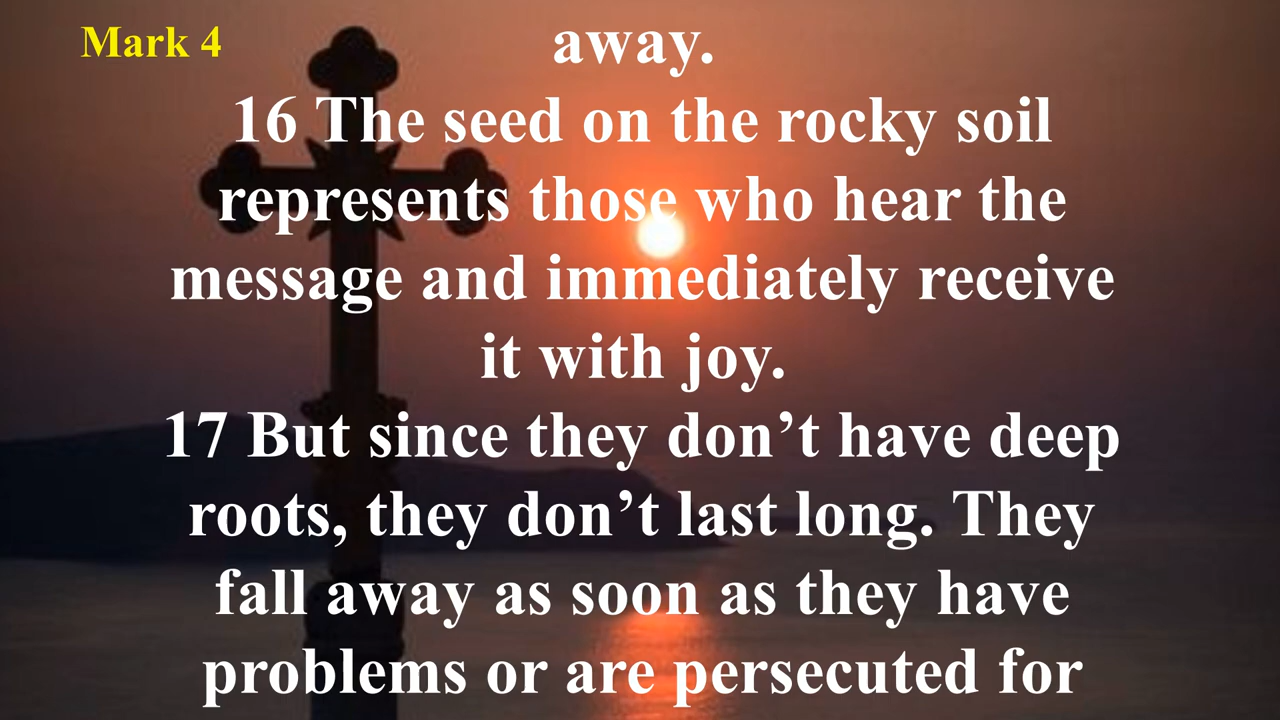 Mark 4
away.
16 The seed on the rocky soil
represents those who hear the
message and immediately receive
it with joy.
17 But since they don’t have deep
roots, they don’t last long. They
fall away as soon as they have
problems or are persecuted for